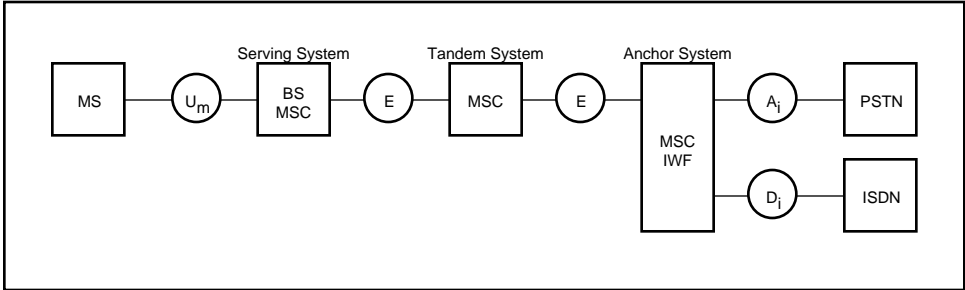 Serving System
Tandem System
Anchor System
MS
Um
BS
MSC
E
MSC
E
MSC
IWF
Ai
PSTN
Di
ISDN